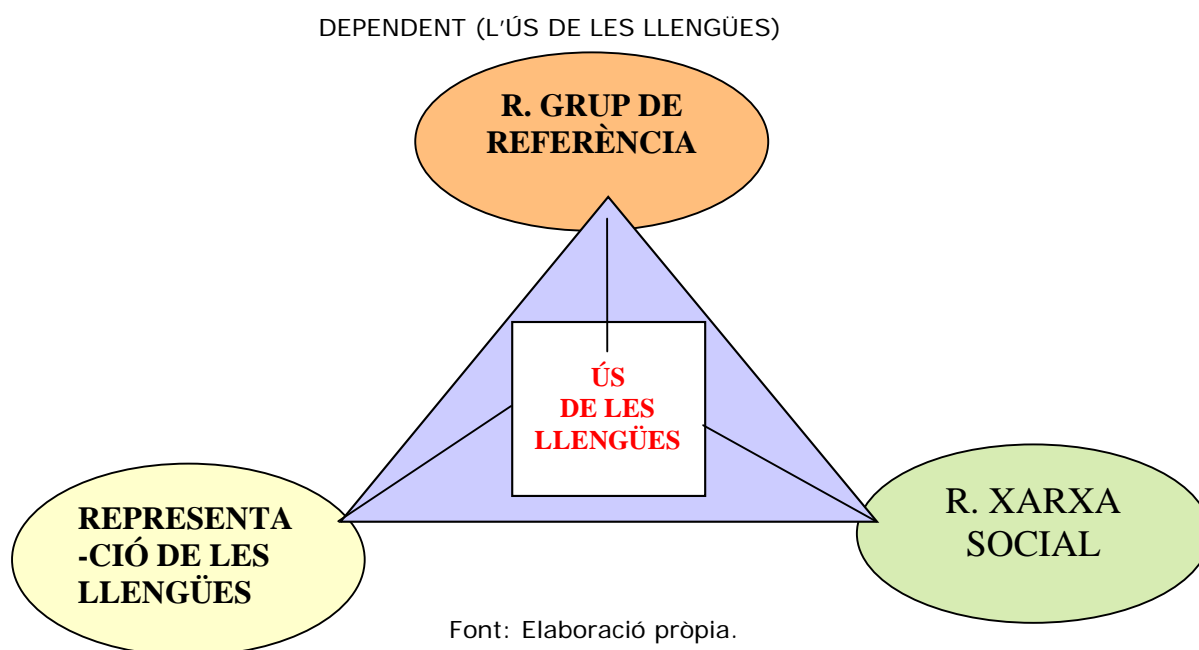 DEPENDENT (L'ÚS DE LES LLENGÜES)
R. GRUP DE
REFERÈNCIA
ÚS
DE LES
LLENGÜES
REPRESENTA
-CIÓ DE LES
LLENGÜES
R. XARXA
SOCIAL
Font: Elaboració pròpia.